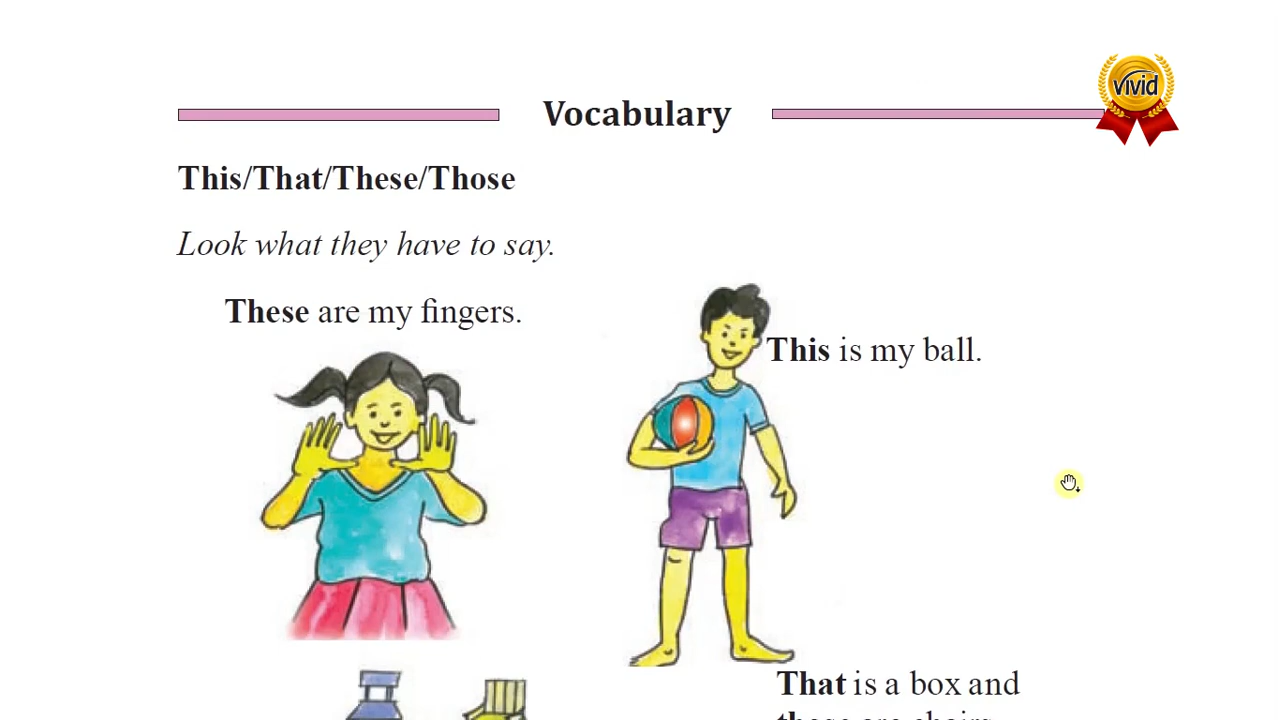 vivid
Vocabulary
This/That/These/Those
Look what they have to say.
These are my fingers.
This is my ball.
That is a box and